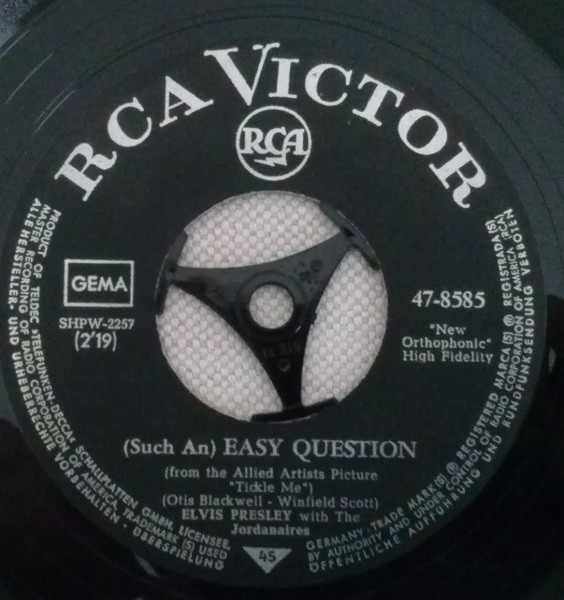 RCA VICTOR
RCA
GEMA
SHPW-2257
(2'19)
47-8585
"New
Orthophonic"
High Fidelity
(Such An) EASY QUESTION
(from the Allied Artists Picture
"Tickle Me")
(Otis Blackwell - Winfield Scott)
ELVIS PRESLEY with The
Jordanaires
45
PRODUCT OF TELDEC »TELEFUNKEN-DECCA« SCHALLPLATTEN GMBH, LICENSEE,
MASTER RECORDING OF RADIO CORPORATION OF AMERICA, TRADEMARK (S) USED
ALLE HERSTELLER- UND URHEBERRECHTE VORBEHALTEN · ÜBERSPIELUNG
GERMANY · TRADE MARK (S) ® REGISTERED MARCA (S) ® REGISTRADA (S)
BY AUTHORITY AND UNDER CONTROL OF RADIO CORPORATION OF AMERICA (RCA)
ÖFFENTLICHE AUFFÜHRUNG UND RUNDFUNKSENDUNG VERBOTEN